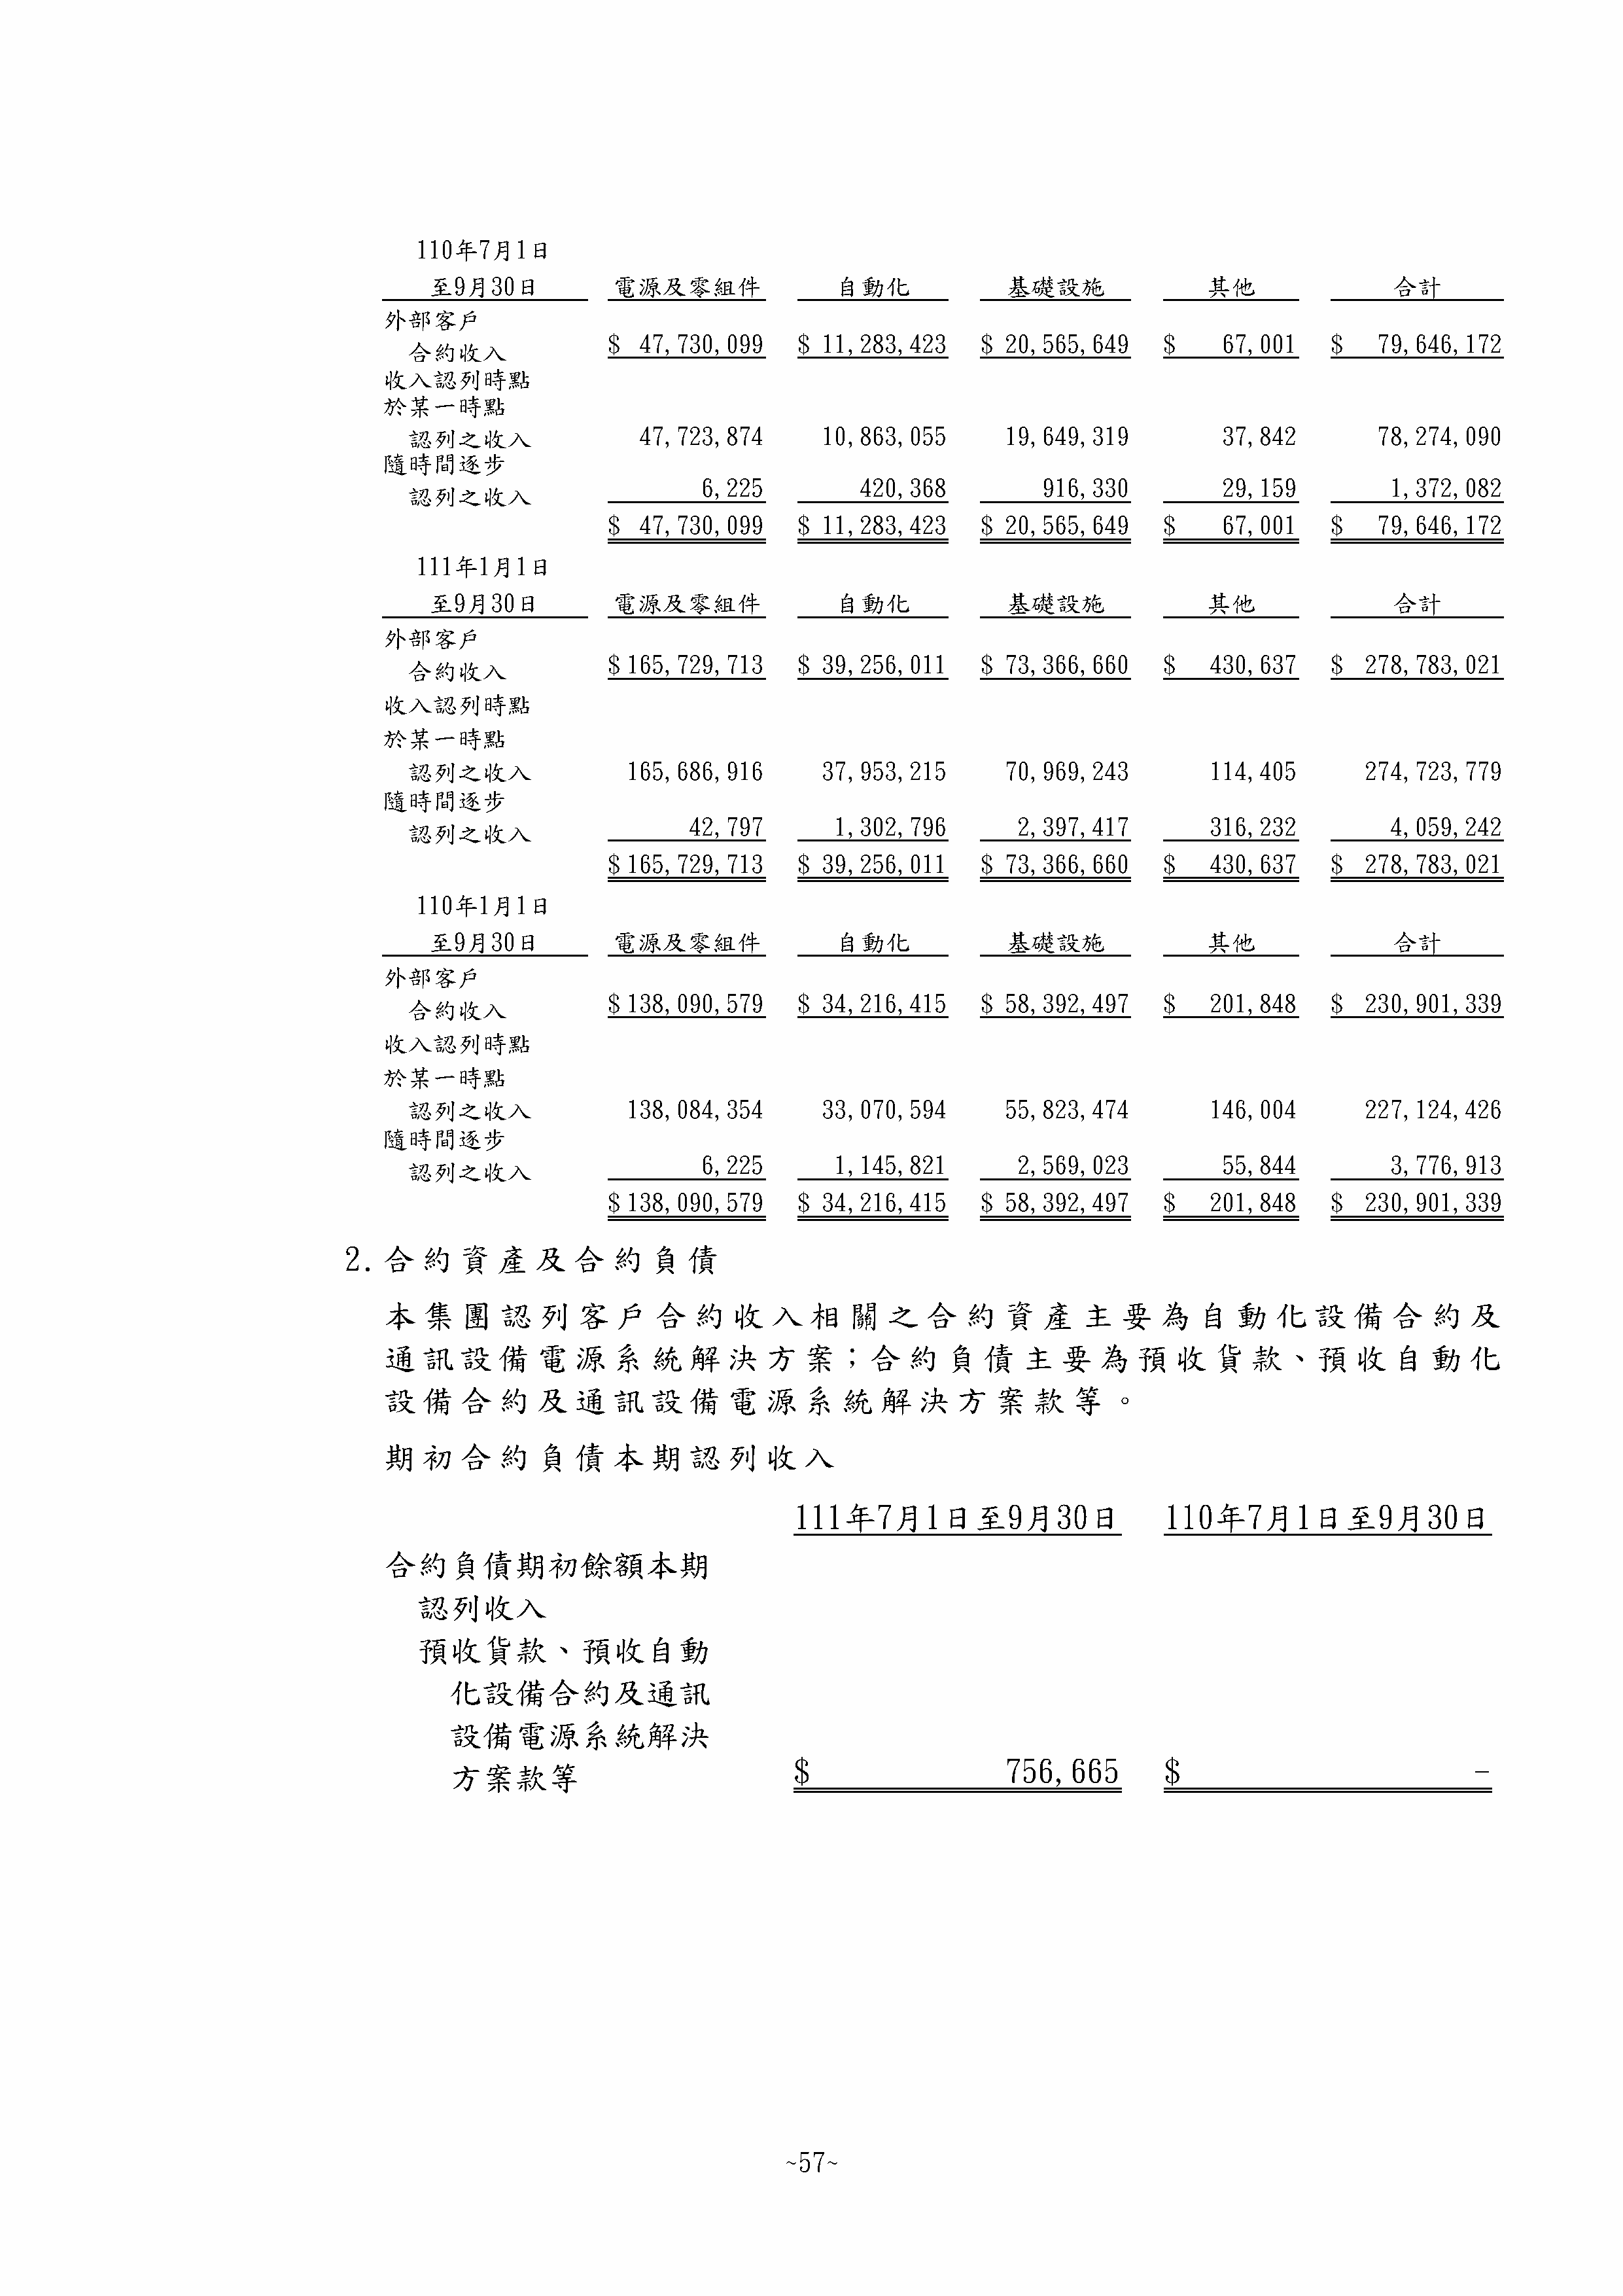 110年7月1日
至9月30日 電源及零組件 自動化 基礎設施 其他 合計
外部客戶
合約收入 $ 47,730,099 $ 11,283,423 $ 20,565,649 $ 67,001 $ 79,646,172
收入認列時點
於某一時點
認列之收入 47,723,874 10,863,055 19,649,319 37,842 78,274,090
隨時間逐步
認列之收入 6,225 420,368 916,330 29,159 1,372,082
$ 47,730,099 $ 11,283,423 $ 20,565,649 $ 67,001 $ 79,646,172
111年1月1日
至9月30日 電源及零組件 自動化 基礎設施 其他 合計
外部客戶
合約收入 $ 165,729,713 $ 39,256,011 $ 73,366,660 $ 430,637 $ 278,783,021
收入認列時點
於某一時點
認列之收入 165,686,916 37,953,215 70,969,243 114,405 274,723,779
隨時間逐步
認列之收入 42,797 1,302,796 2,397,417 316,232 4,059,242
$ 165,729,713 $ 39,256,011 $ 73,366,660 $ 430,637 $ 278,783,021
110年1月1日
至9月30日 電源及零組件 自動化 基礎設施 其他 合計
外部客戶
合約收入 $ 138,090,579 $ 34,216,415 $ 58,392,497 $ 201,848 $ 230,901,339
收入認列時點
於某一時點
認列之收入 138,084,354 33,070,594 55,823,474 146,004 227,124,426
隨時間逐步
認列之收入 6,225 1,145,821 2,569,023 55,844 3,776,913
$ 138,090,579 $ 34,216,415 $ 58,392,497 $ 201,848 $ 230,901,339
2.合約資產及合約負債
本集團認列客戶合約收入相關之合約資產主要為自動化設備合約及
通訊設備電源系統解決方案；合約負債主要為預收貨款、預收自動化
設備合約及通訊設備電源系統解決方案款等。
期初合約負債本期認列收入
111年7月1日至9月30日 110年7月1日至9月30日
合約負債期初餘額本期
認列收入
預收貨款、預收自動
化設備合約及通訊
設備電源系統解決
方案款等 $ 756,665 $ -
~57~